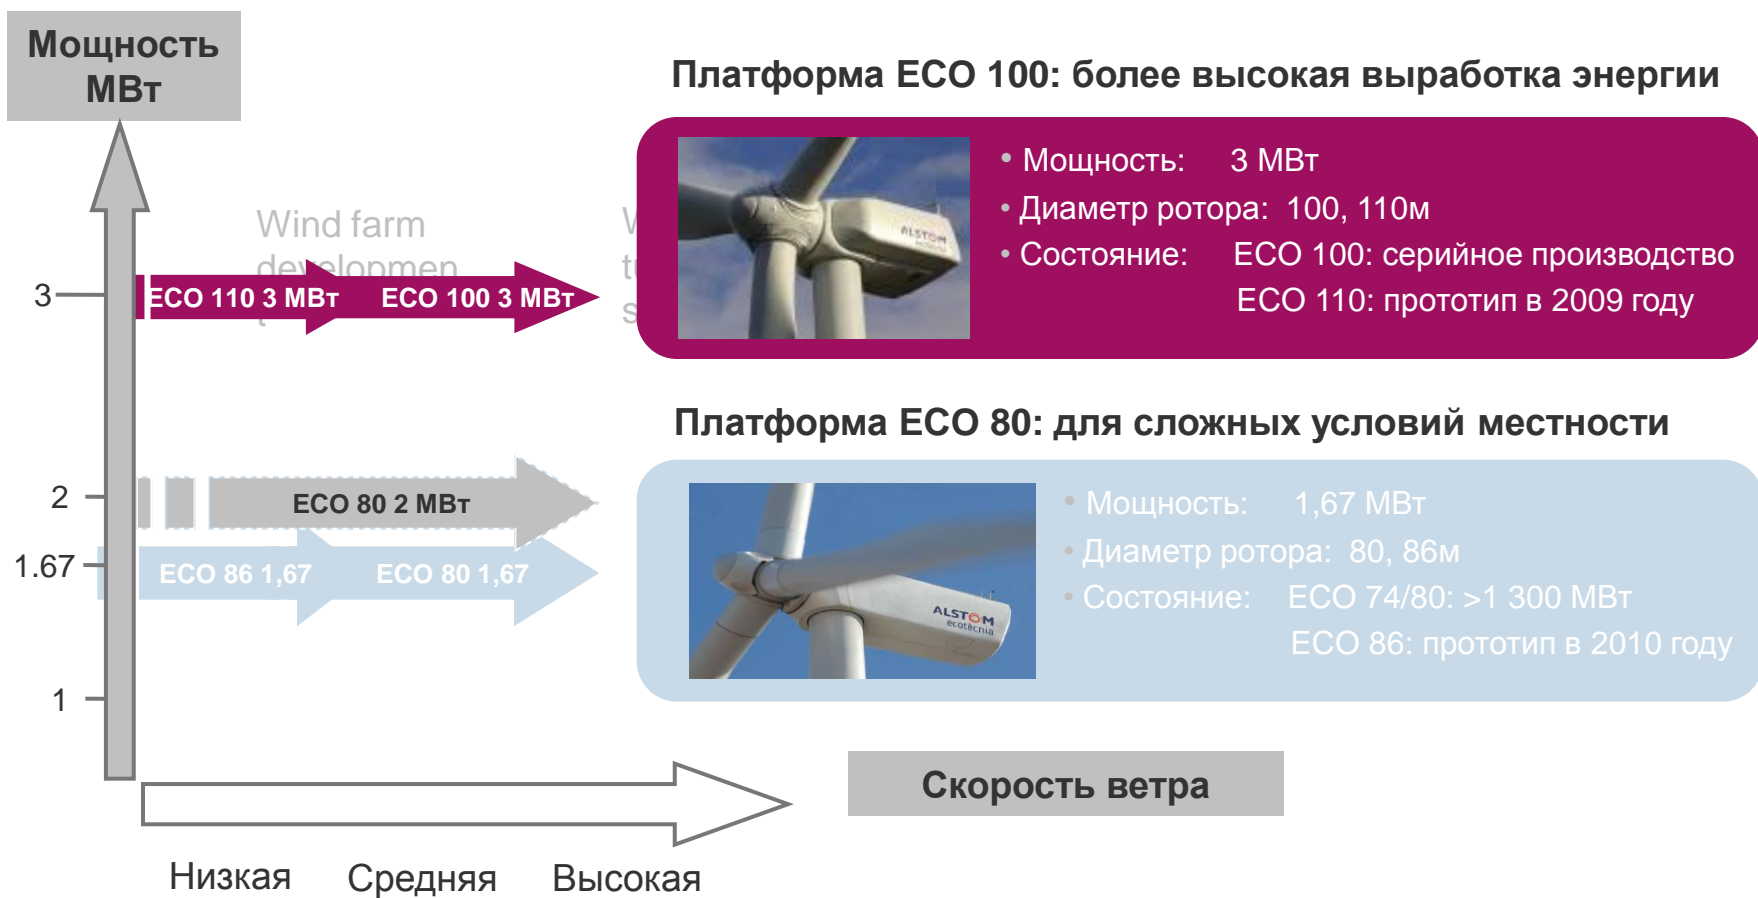 Мощность
МВт
Платформа ECO 100: более высокая выработка энергии
• Мощность: 3 МВт
• Диаметр ротора: 100, 110м
• Состояние: ECO 100: серийное производство
ECO 110: прототип в 2009 году
ALSTOM
Wind farm
developmen
3
ECO 110 3 МВт
ECO 100 3 МВт
Платформа ECO 80: для сложных условий местности
• Мощность: 1,67 МВт
• Диаметр ротора: 80, 86м
• Состояние: ECO 74/80: >1 300 МВт
ECO 86: прототип в 2010 году
ALSTOM
ecotècnia
2
ECO 80 2 МВт
1.67
ECO 86 1,67
ECO 80 1,67
1
Скорость ветра
Низкая
Средняя
Высокая